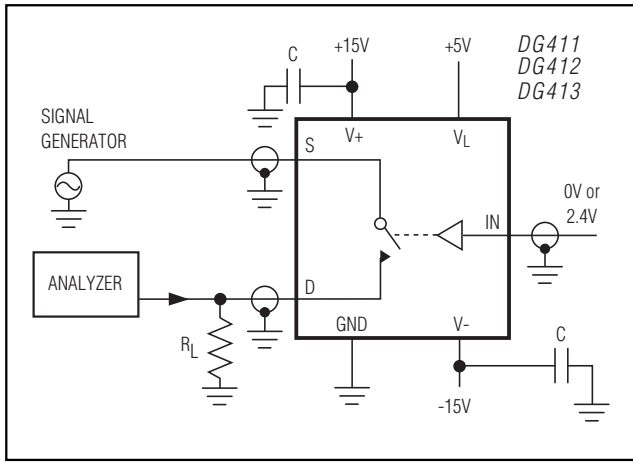 C
+15V
+5V
DG411
DG412
DG413
SIGNAL
GENERATOR
V+
VL
S
0V or
2.4V
IN
ANALYZER
D
RL
GND
V-
C
-15V